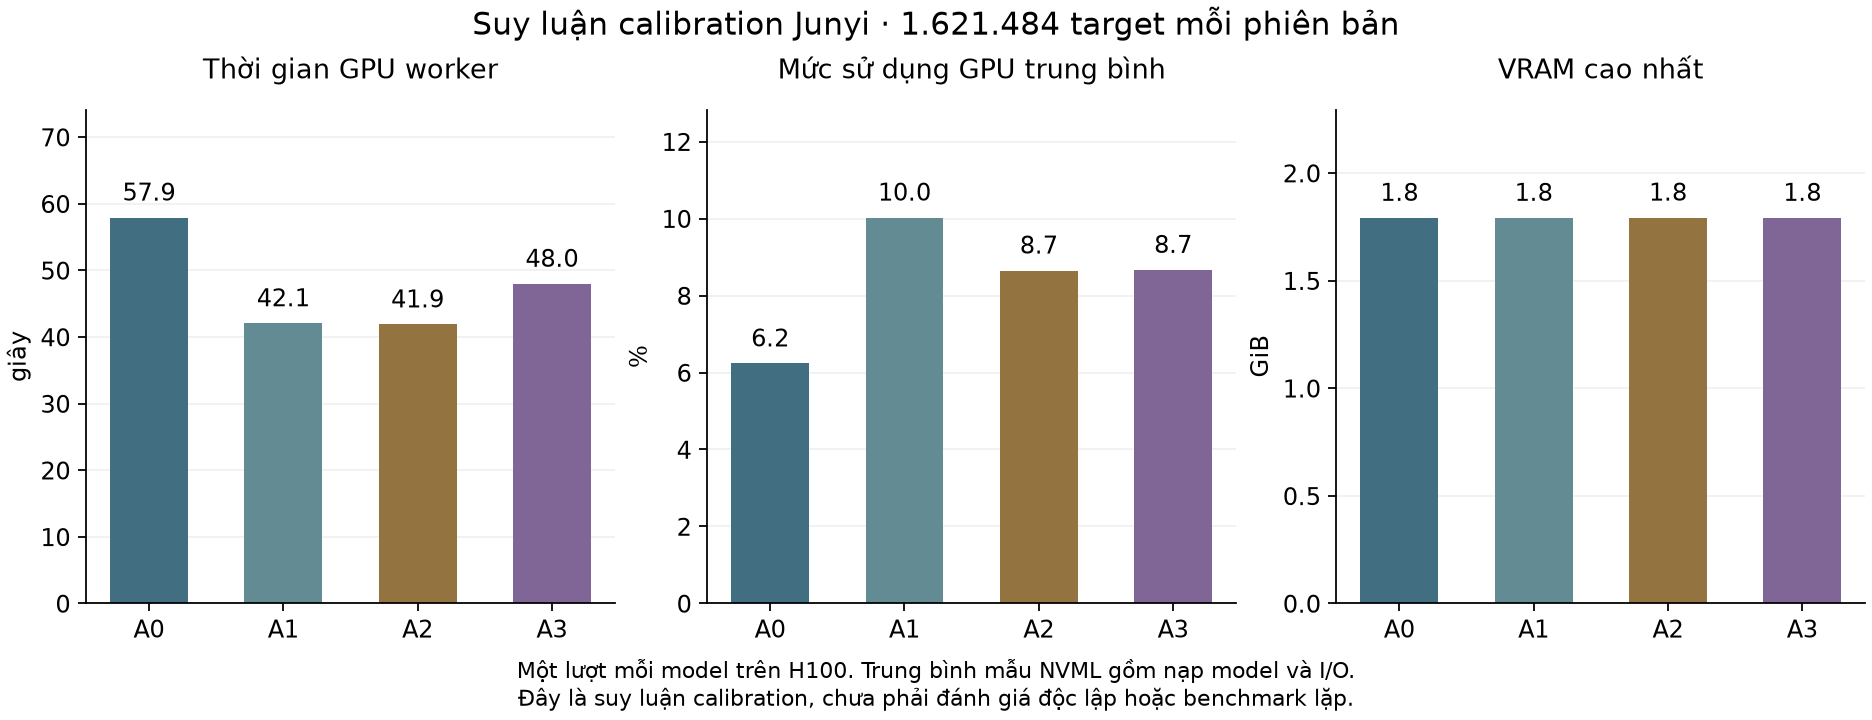 Suy luận calibration Junyi · 1.621.484 target mỗi phiên bản
Thời gian GPU worker
giây
70
60
50
40
30
20
10
0
57.9
42.1
41.9
48.0
A0
A1
A2
A3
Mức sử dụng GPU trung bình
%
12
10
8
6
4
2
0
6.2
10.0
8.7
8.7
A0
A1
A2
A3
VRAM cao nhất
GiB
2.0
1.5
1.0
0.5
0.0
1.8
1.8
1.8
1.8
A0
A1
A2
A3
Một lượt mỗi model trên H100. Trung bình mẫu NVML gồm nạp model và I/O.
Đây là suy luận calibration, chưa phải đánh giá độc lập hoặc benchmark lặp.